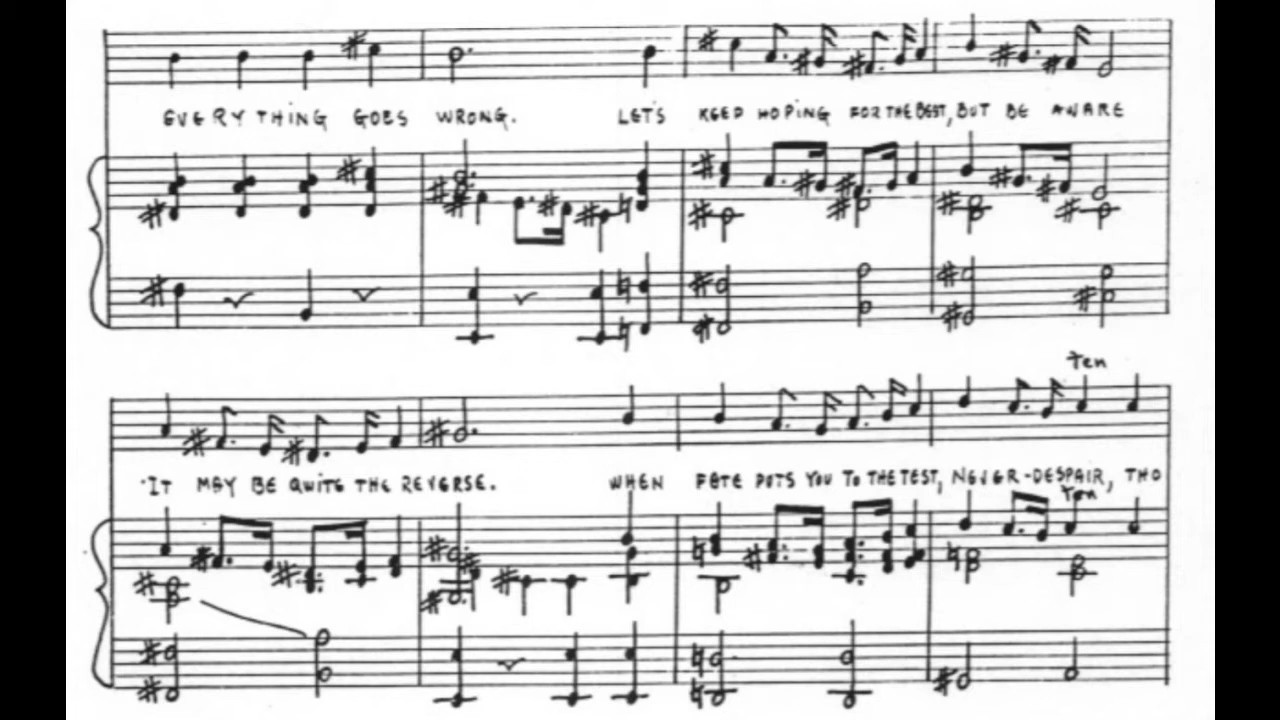 EVERYTHING GOES WRONG. LET'S KEEP HOPING FOR THE BEST, BUT BE AWARE
ten
IT MAY BE QUITE THE REVERSE. WHEN FATE PUTS YOU TO THE TEST, NEVER-DESPAIR, THO
ten